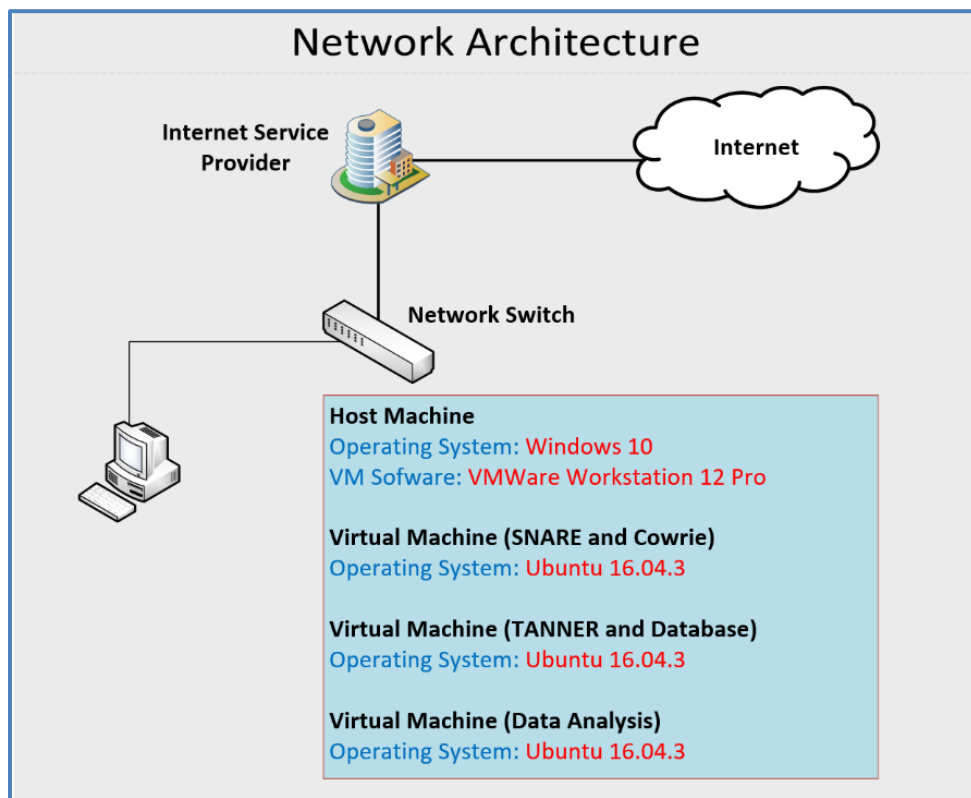 Network Architecture
Internet Service
Provider
Internet
Network Switch
Host Machine
Operating System: Windows 10
VM Sofware: VMWare Workstation 12 Pro
Virtual Machine (SNARE and Cowrie)
Operating System: Ubuntu 16.04.3
Virtual Machine (TANNER and Database)
Operating System: Ubuntu 16.04.3
Virtual Machine (Data Analysis)
Operating System: Ubuntu 16.04.3